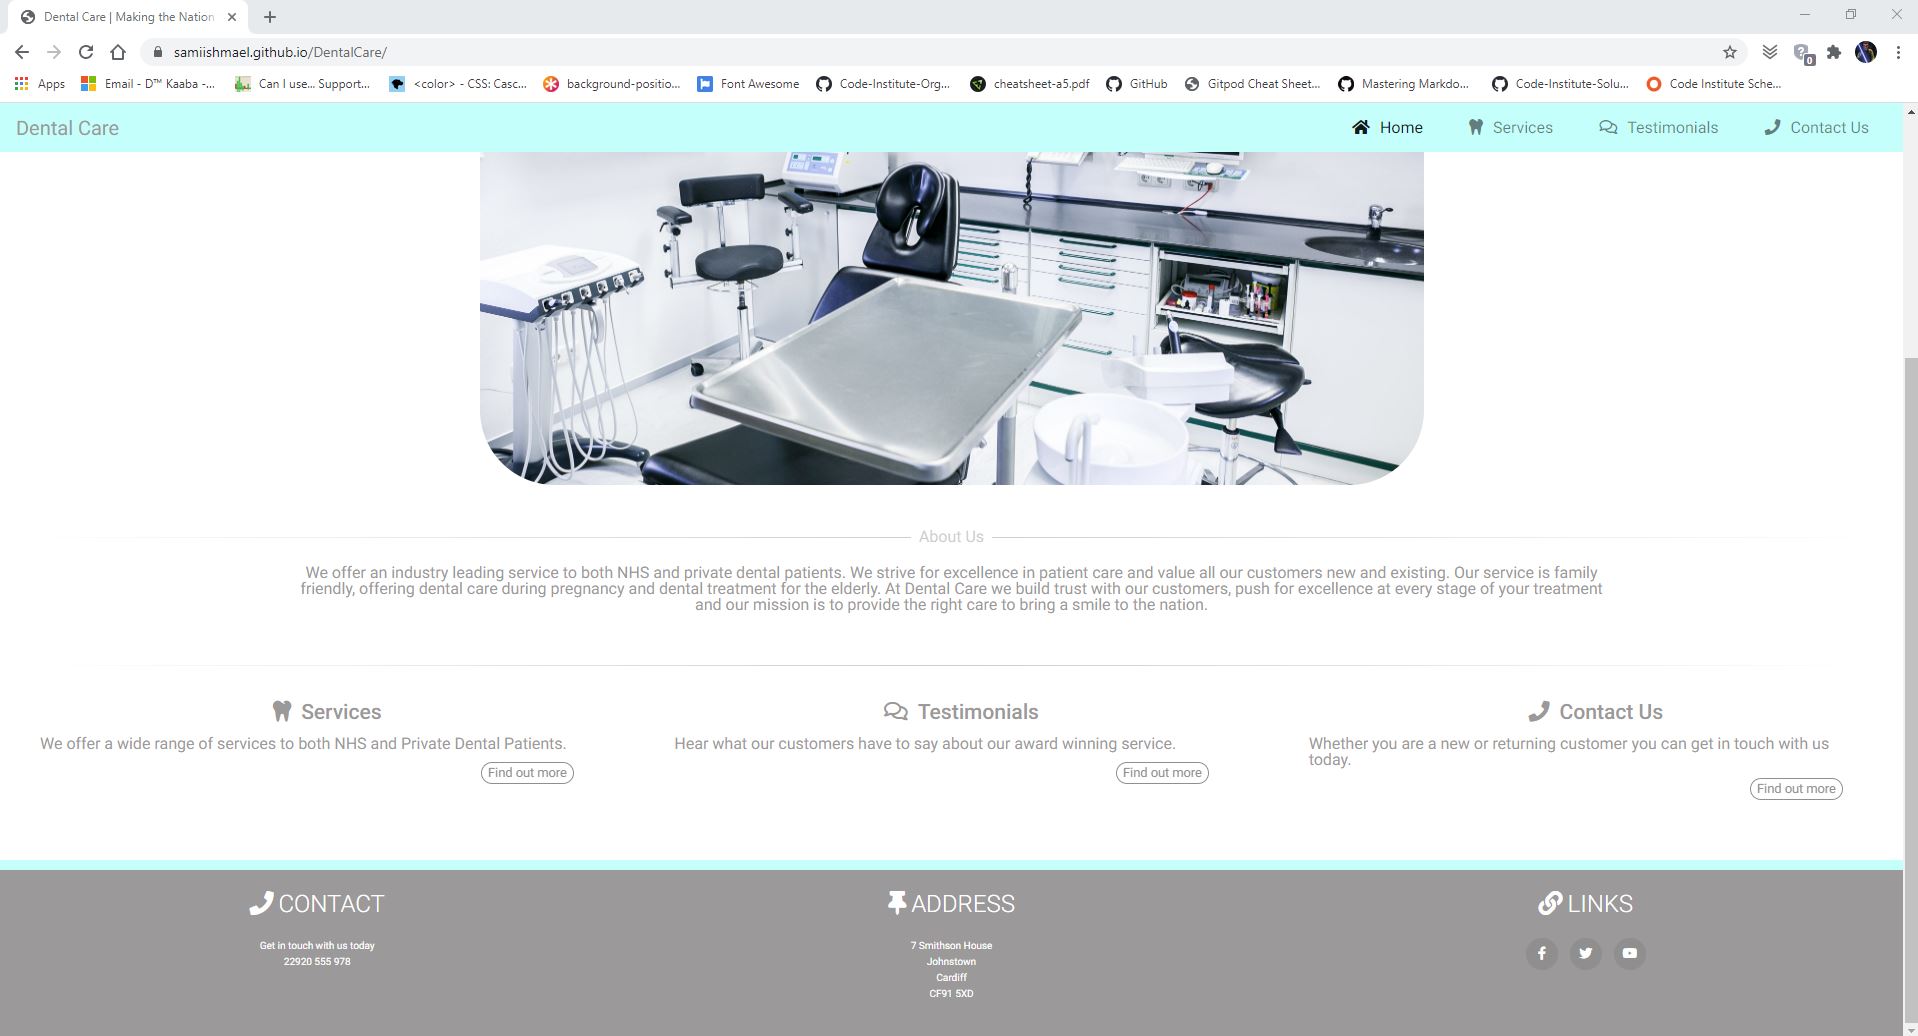 Dental Care | Making the Nation
samiishmael.github.io/DentalCare/
0
Apps
Email - D™ Kaaba -...
Can I use... Support...
<color> - CSS: Casc...
background-positio...
Font Awesome
Code-Institute-Org...
cheatsheet-a5.pdf
GitHub
Gitpod Cheat Sheet...
Mastering Markdo...
Code-Institute-Solu...
Code Institute Sche...
Dental Care
Home
Services
Testimonials
Contact Us
About Us
We offer an industry leading service to both NHS and private dental patients. We strive for excellence in patient care and value all our customers new and existing. Our service is family
friendly, offering dental care during pregnancy and dental treatment for the elderly. At Dental Care we build trust with our customers, push for excellence at every stage of your treatment
and our mission is to provide the right care to bring a smile to the nation.
Services
We offer a wide range of services to both NHS and Private Dental Patients.
Find out more
Testimonials
Hear what our customers have to say about our award winning service.
Find out more
Contact Us
Whether you are a new or returning customer you can get in touch with us
today.
Find out more
CONTACT
Get in touch with us today
22920 555 978
ADDRESS
7 Smithson House
Johnstown
Cardiff
CF91 5XD
LINKS